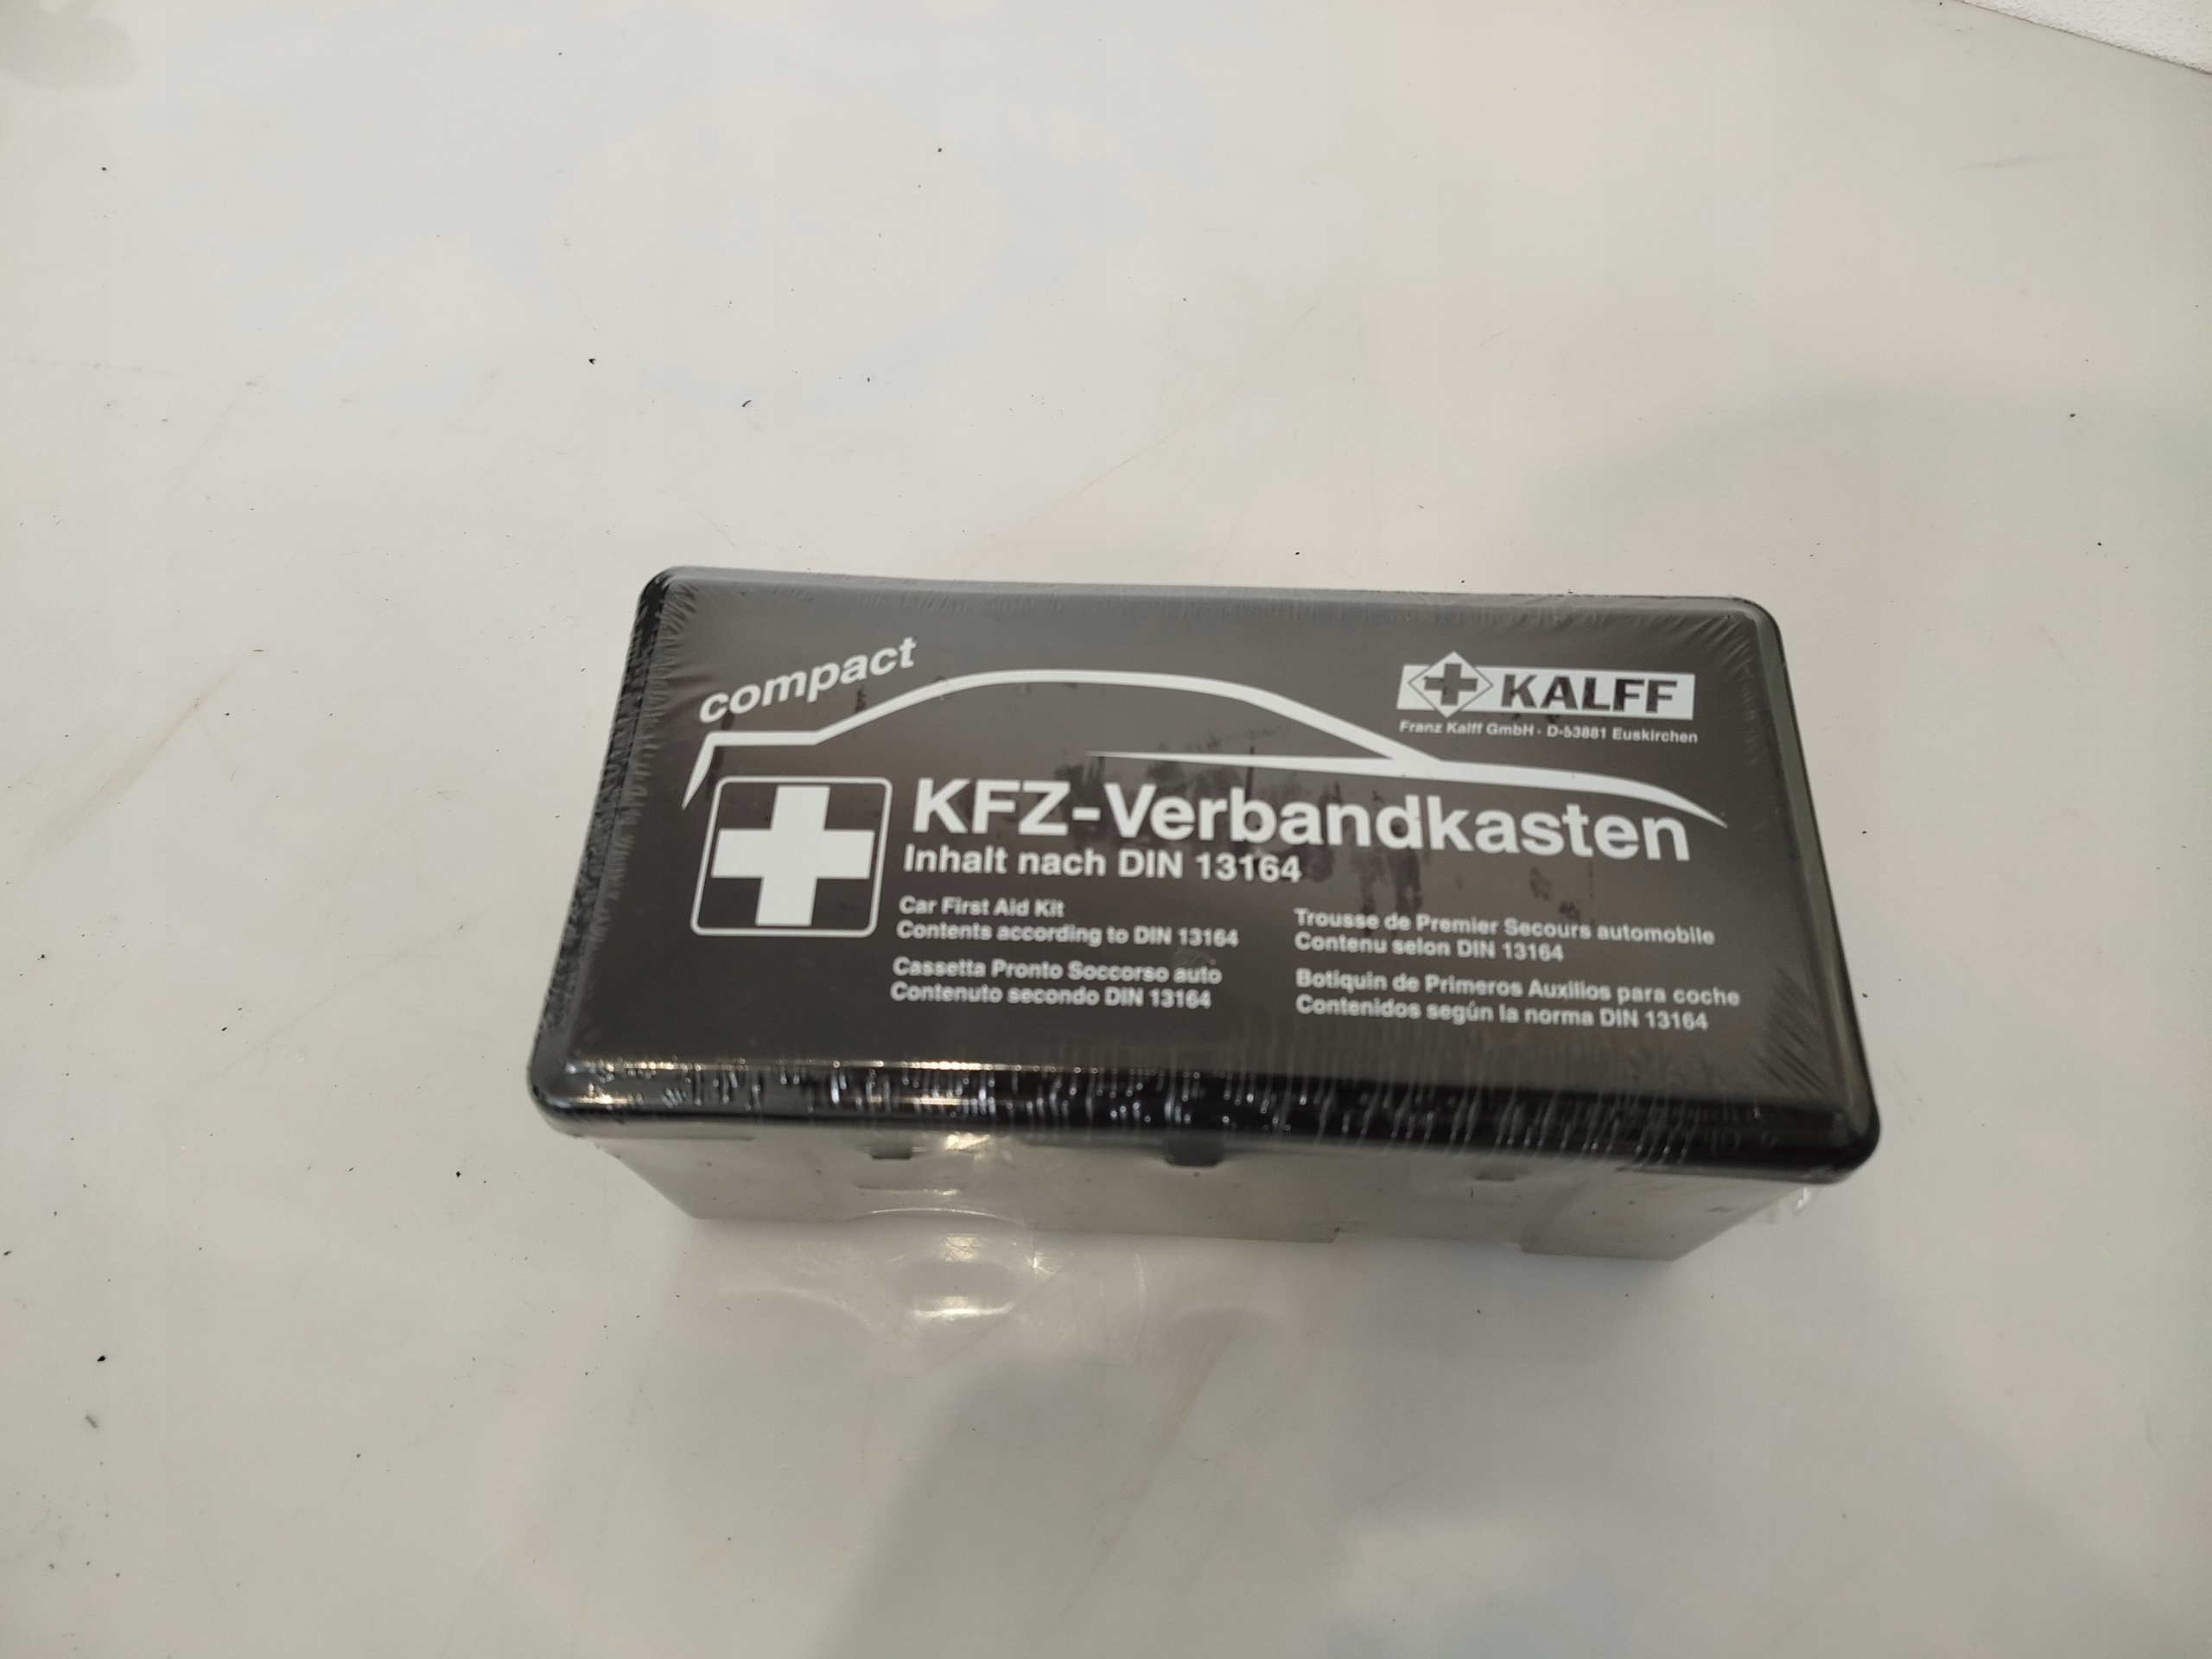 compact
KALFF
Franz Kalff GmbH · D-53881 Euskirchen
KFZ-Verbandkasten
Inhalt nach DIN 13164
Car First Aid Kit
Contents according to DIN 13164
Cassetta Pronto Soccorso auto
Contenuto secondo DIN 13164
Trousse de Premier Secours automobile
Contenu selon DIN 13164
Botiquin de Primeros Auxilios para coche
Contenidos según la norma DIN 13164